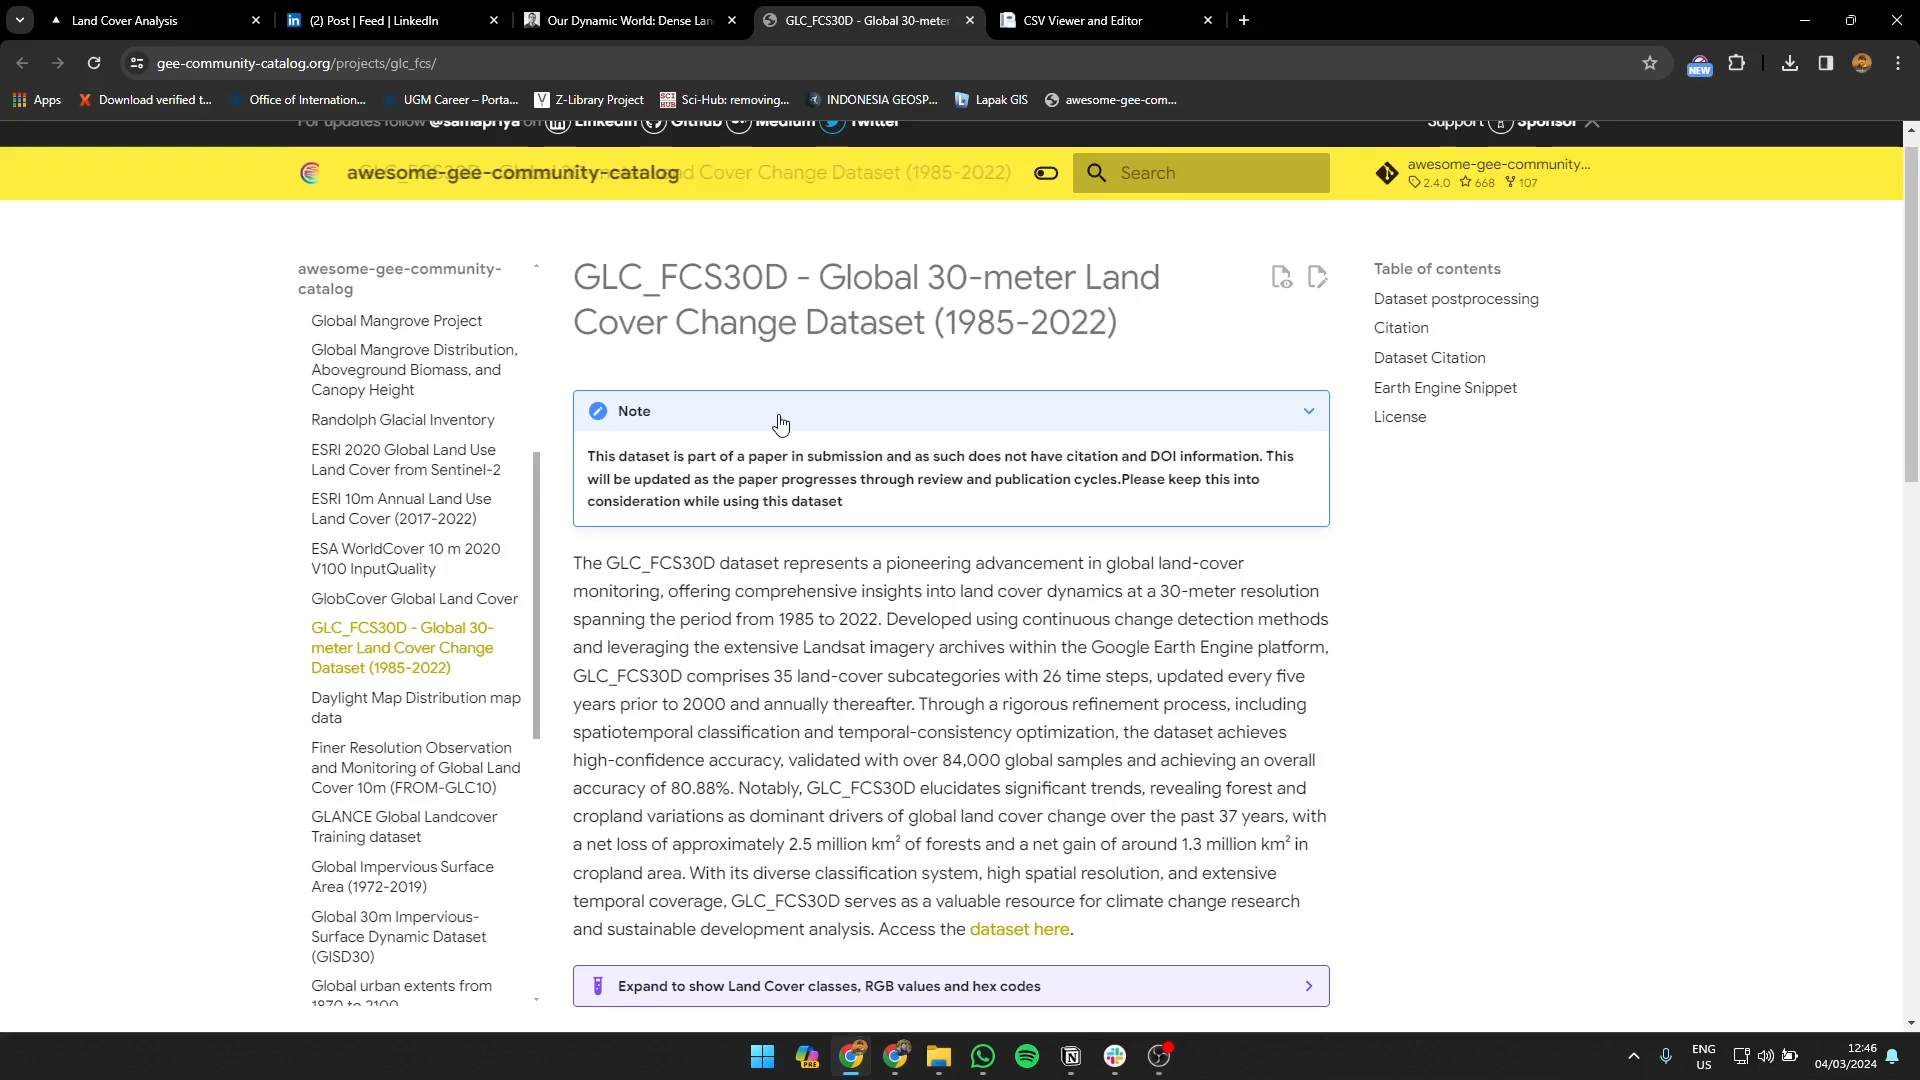 Land Cover Analysis
(2) Post | Feed | LinkedIn
Our Dynamic World: Dense Lan
GLC_FCS30D - Global 30-meter
CSV Viewer and Editor
gee-community-catalog.org/projects/glc_fcs/
NEW
Apps
Download verified t...
Office of Internation...
UGM Career – Porta...
Z-Library Project
Sci-Hub: removing...
INDONESIA GEOSP...
Lapak GIS
awesome-gee-com...
For updates follow @samapriya on LinkedIn Github Medium Twitter
Support Sponsor
awesome-gee-community-catalog
Search
awesome-gee-community...
2.4.0 668 107
awesome-gee-community-
catalog
Global Mangrove Project
Global Mangrove Distribution,
Aboveground Biomass, and
Canopy Height
Randolph Glacial Inventory
ESRI 2020 Global Land Use
Land Cover from Sentinel-2
ESRI 10m Annual Land Use
Land Cover (2017-2022)
ESA WorldCover 10 m 2020
V100 InputQuality
GlobCover Global Land Cover
GLC_FCS30D - Global 30-
meter Land Cover Change
Dataset (1985-2022)
Daylight Map Distribution map
data
Finer Resolution Observation
and Monitoring of Global Land
Cover 10m (FROM-GLC10)
GLANCE Global Landcover
Training dataset
Global Impervious Surface
Area (1972-2019)
Global 30m Impervious-
Surface Dynamic Dataset
(GISD30)
Global urban extents from
1870 to 2100
GLC_FCS30D - Global 30-meter Land
Cover Change Dataset (1985-2022)
Note
This dataset is part of a paper in submission and as such does not have citation and DOI information. This
will be updated as the paper progresses through review and publication cycles.Please keep this into
consideration while using this dataset
The GLC_FCS30D dataset represents a pioneering advancement in global land-cover
monitoring, offering comprehensive insights into land cover dynamics at a 30-meter resolution
spanning the period from 1985 to 2022. Developed using continuous change detection methods
and leveraging the extensive Landsat imagery archives within the Google Earth Engine platform,
GLC_FCS30D comprises 35 land-cover subcategories with 26 time steps, updated every five
years prior to 2000 and annually thereafter. Through a rigorous refinement process, including
spatiotemporal classification and temporal-consistency optimization, the dataset achieves
high-confidence accuracy, validated with over 84,000 global samples and achieving an overall
accuracy of 80.88%. Notably, GLC_FCS30D elucidates significant trends, revealing forest and
cropland variations as dominant drivers of global land cover change over the past 37 years, with
a net loss of approximately 2.5 million km² of forests and a net gain of around 1.3 million km² in
cropland area. With its diverse classification system, high spatial resolution, and extensive
temporal coverage, GLC_FCS30D serves as a valuable resource for climate change research
and sustainable development analysis. Access the dataset here.
Expand to show Land Cover classes, RGB values and hex codes
Table of contents
Dataset postprocessing
Citation
Dataset Citation
Earth Engine Snippet
License
ENG
US
12:46
04/03/2024